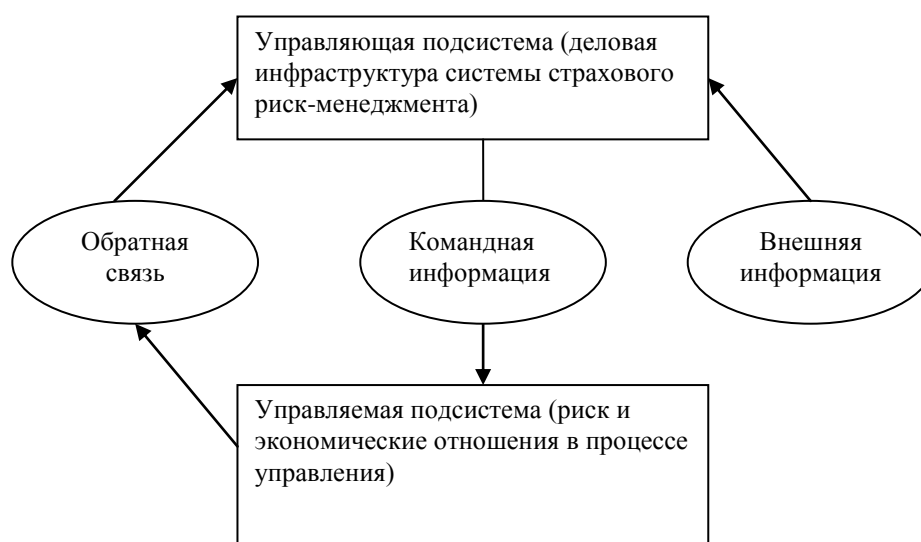 Управляющая подсистема (деловая
инфраструктура системы страхового
риск-менеджмента)
Обратная
связь
Командная
информация
Внешняя
информация
Управляемая подсистема (риск и
экономические отношения в процессе
управления)